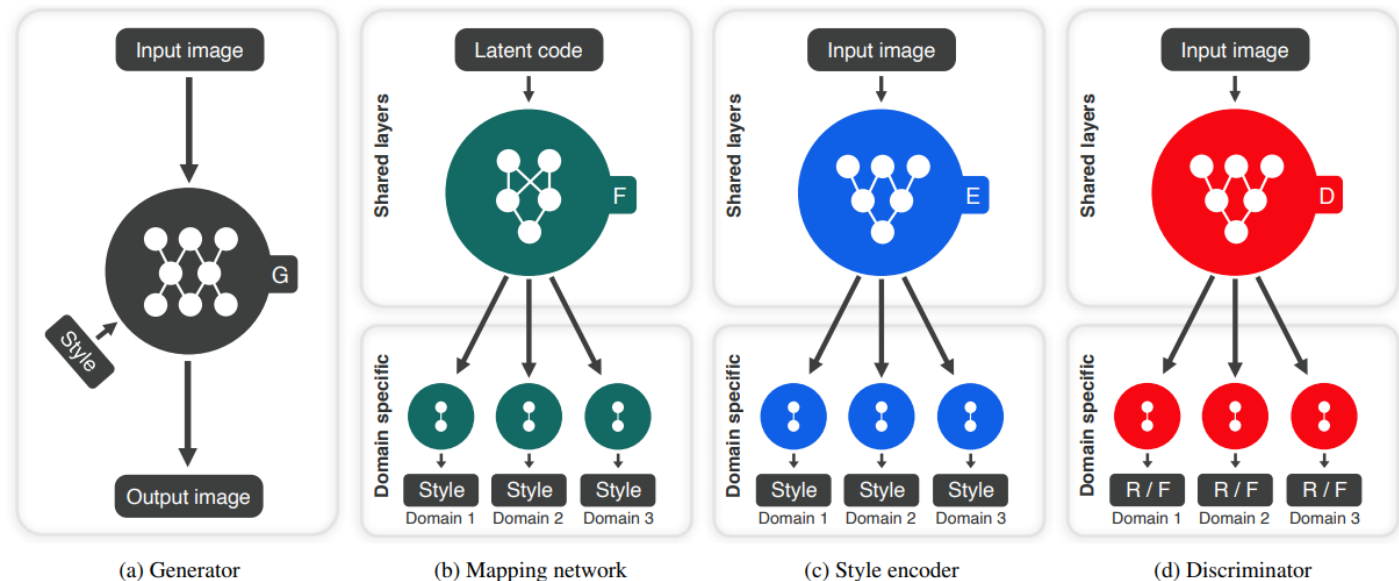 Input image
G
Style
Output image
(a) Generator
Latent code
Shared layers
F
Domain specific
Style Style Style
Domain 1 Domain 2 Domain 3
(b) Mapping network
Input image
Shared layers
E
Domain specific
Style Style Style
Domain 1 Domain 2 Domain 3
(c) Style encoder
Input image
Shared layers
D
Domain specific
R / F R / F R / F
Domain 1 Domain 2 Domain 3
(d) Discriminator